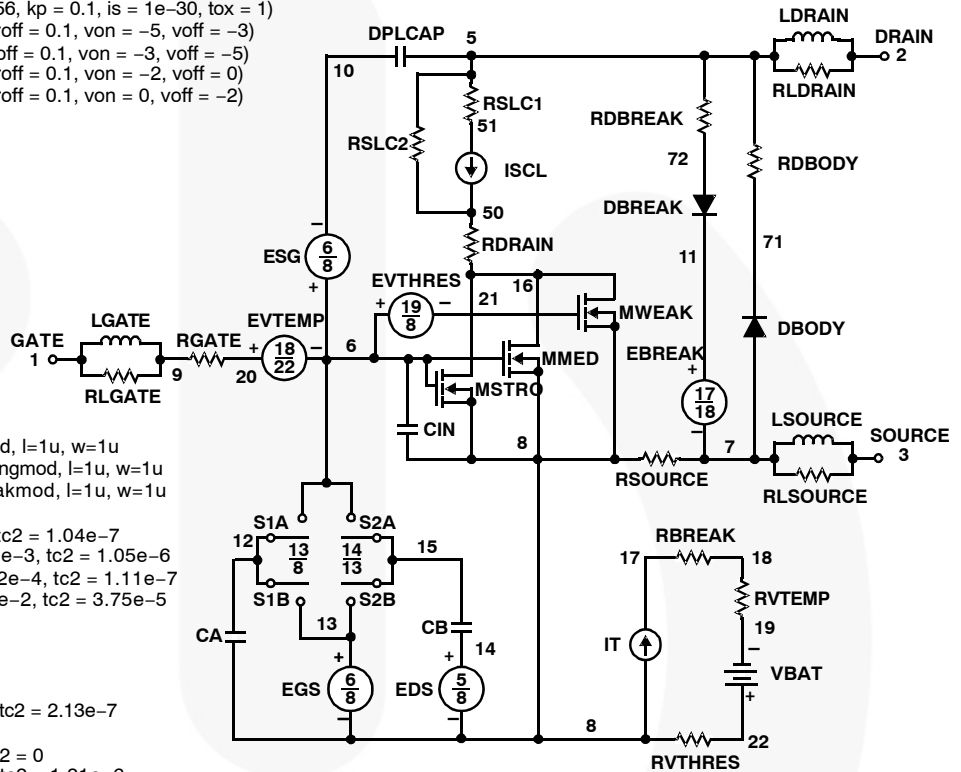 56, kp = 0.1, is = 1e−30, tox = 1)
voff = 0.1, von = −5, voff = −3)
off = 0.1, von = −3, voff = −5)
roff = 0.1, von = −2, voff = 0)
roff = 0.1, von = 0, voff = −2)
DPLCAP
5
10
LDRAIN
DRAIN
2
RLDRAIN
RSLC1
51
RSLC2
ISCL
50
RDRAIN
RDBREAK
72
RDBODY
DBREAK
71
11
−
ESG
6
8
+
EVTHRES
+
19
8
−
21
16
MWEAK
DBODY
EBREAK
+
17
18
−
LGATE
GATE
1
RLGATE
9
RGATE
20
EVTEMP
+
18
22
−
6
MMED
MSTRO
CIN
8
RSOURCE
7
LSOURCE
SOURCE
3
RLSOURCE
d, l=1u, w=1u
ngmod, l=1u, w=1u
akmod, l=1u, w=1u
tc2 = 1.04e−7
e−3, tc2 = 1.05e−6
2e−4, tc2 = 1.11e−7
e−2, tc2 = 3.75e−5
S1A
S2A
12
13
8
14
13
15
S1B
S2B
13
CA
CB
14
+
EGS
6
8
−
+
EDS
5
8
−
RBREAK
17
18
RVTEMP
19
IT
−
VBAT
+
8
22
RVTHRES
tc2 = 2.13e−7
2 = 0